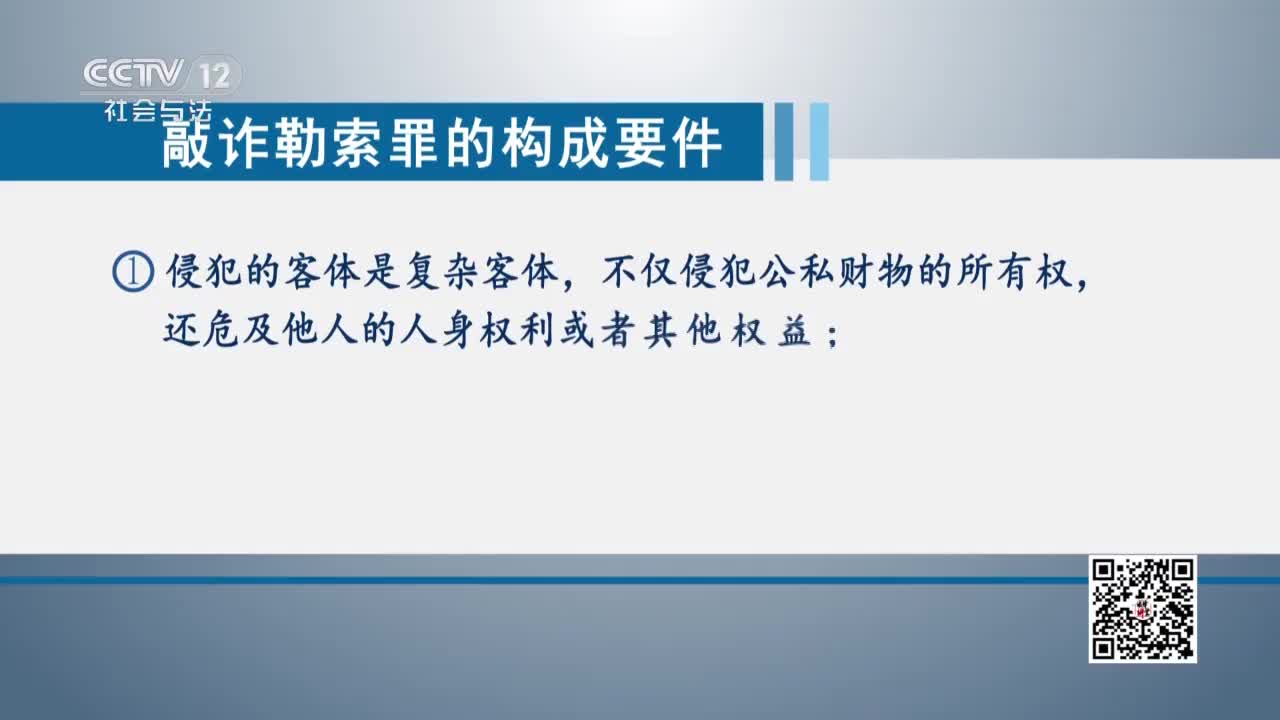 CCTV 12
社会与法
敲诈勒索罪的构成要件
① 侵犯的客体是复杂客体，不仅侵犯公私财物的所有权，
还危及他人的人身权利或者其他权益；